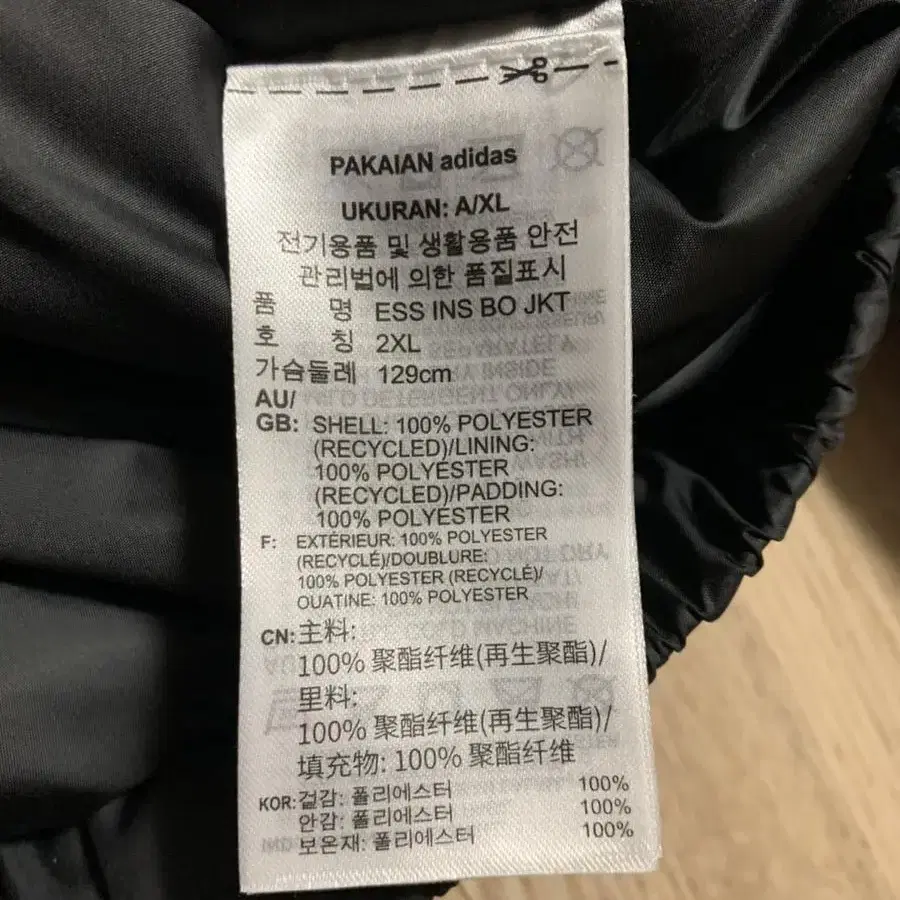 PAKAIAN adidas
UKURAN: A/XL
전기용품 및 생활용품 안전
관리법에 의한 품질표시
품 명 ESS INS BO JKT
호 칭 2XL
가슴둘레 129cm
AU/
GB: SHELL: 100% POLYESTER
(RECYCLED)/LINING:
100% POLYESTER
(RECYCLED)/PADDING:
100% POLYESTER
F: EXTÉRIEUR: 100% POLYESTER
(RECYCLÉ)/DOUBLURE:
100% POLYESTER (RECYCLÉ)/
OUATINE: 100% POLYESTER
CN: 主料:
100% 聚酯纤维(再生聚酯)/
里料:
100% 聚酯纤维(再生聚酯)/
填充物: 100% 聚酯纤维
KOR: 겉감: 폴리에스터 100%
안감: 폴리에스터 100%
보온재: 폴리에스터 100%